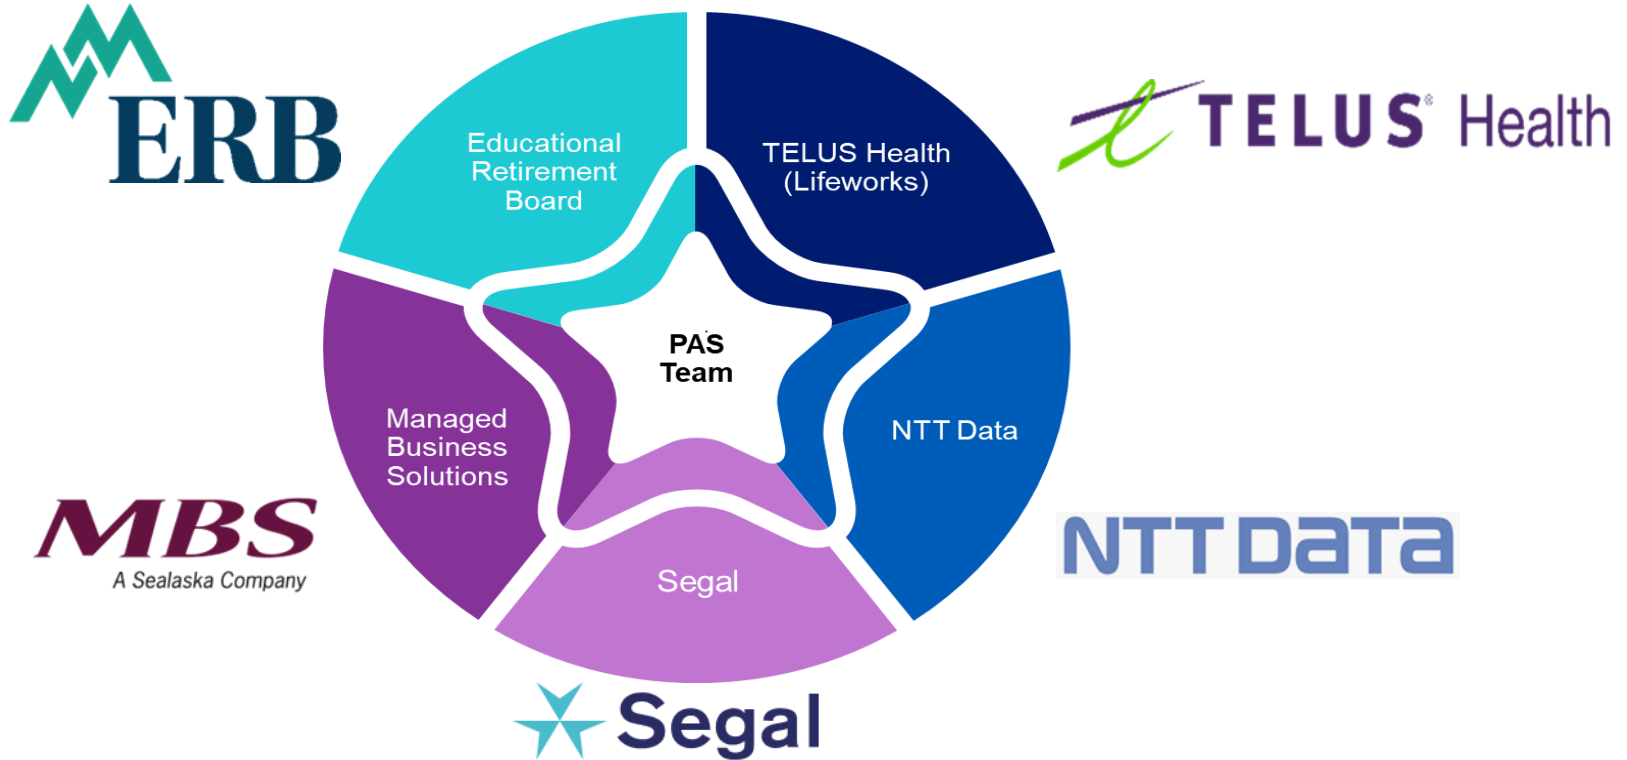 ERB
Educational
Retirement
Board
TELUS Health
(Lifeworks)
TELUS® Health
PAS
Team
Managed
Business
Solutions
NTT Data
MBS
A Sealaska Company
NTT DATA
Segal
Segal